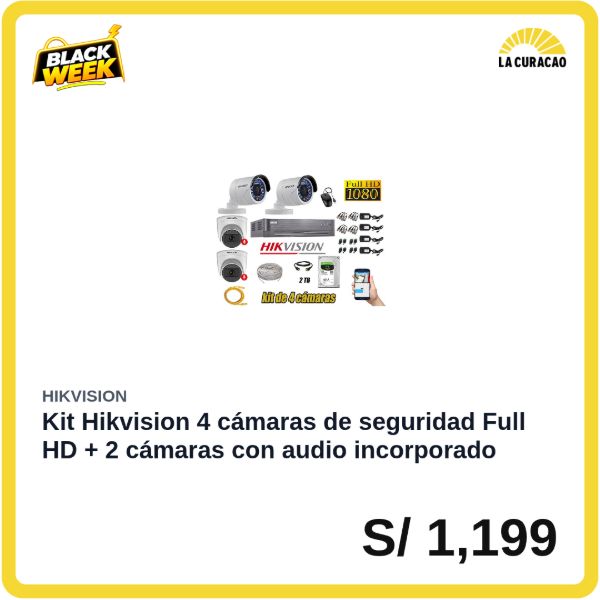 BLACK
WEEK
LA CURACAO
Full HD
1080
HIKVISION
2 TB
Kit de 4 cámaras
HIKVISION
Kit Hikvision 4 cámaras de seguridad Full
HD + 2 cámaras con audio incorporado
S/ 1,199